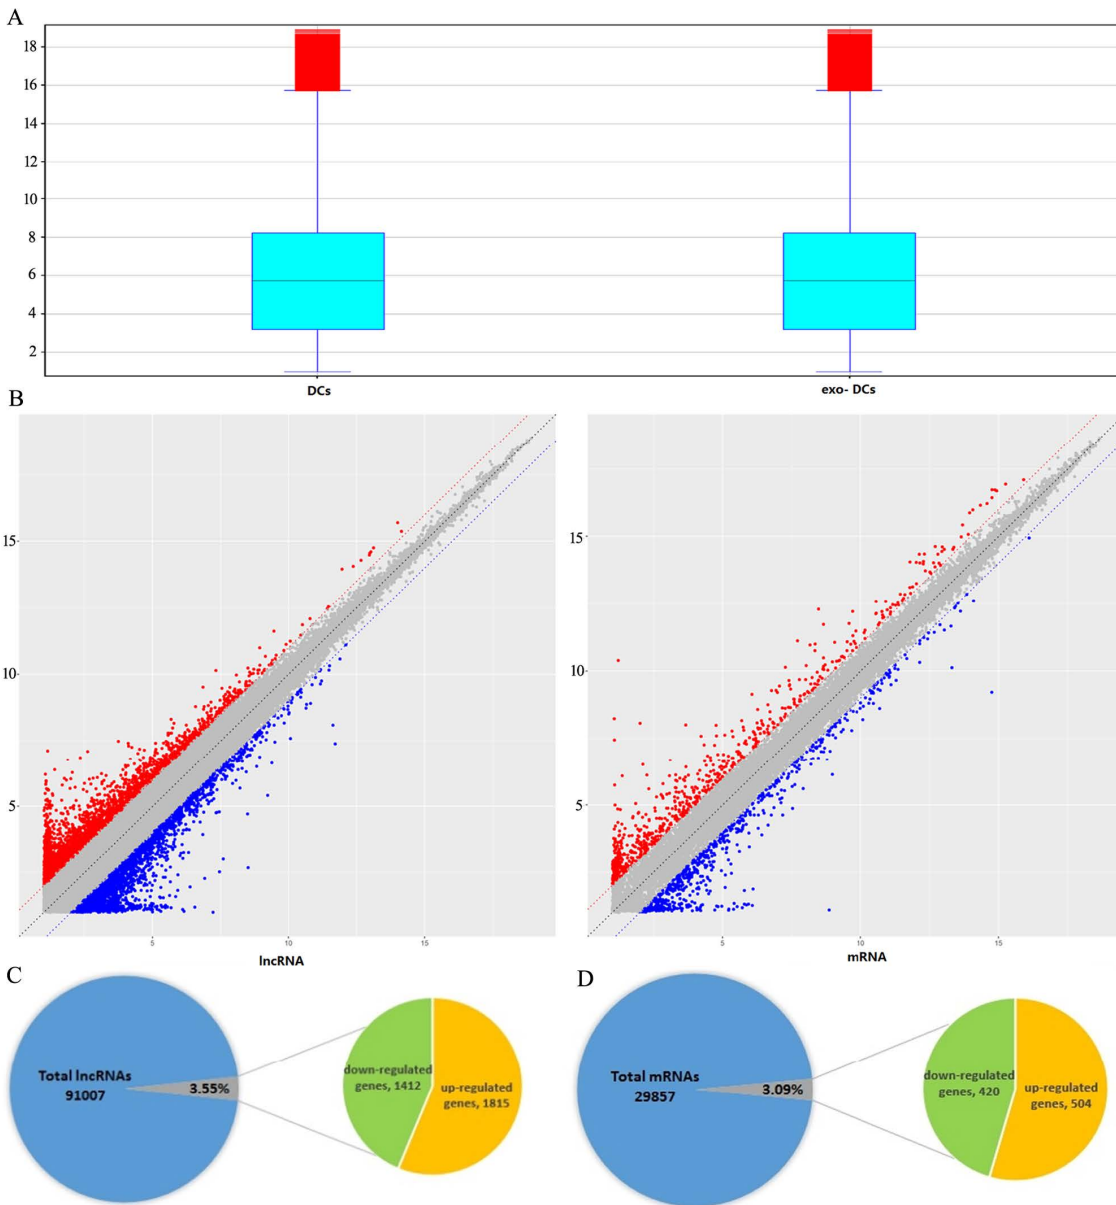 A
18
16
14
12
10
8
6
4
2
DCs
exo- DCs
B
15
10
5
5
10
15
lncRNA
15
10
5
5
10
15
mRNA
C
Total lncRNAs
91007
3.55%
down-regulated
genes, 1412
up-regulated
genes, 1815
D
Total mRNAs
29857
3.09%
down-regulated
genes, 420
up-regulated
genes, 504